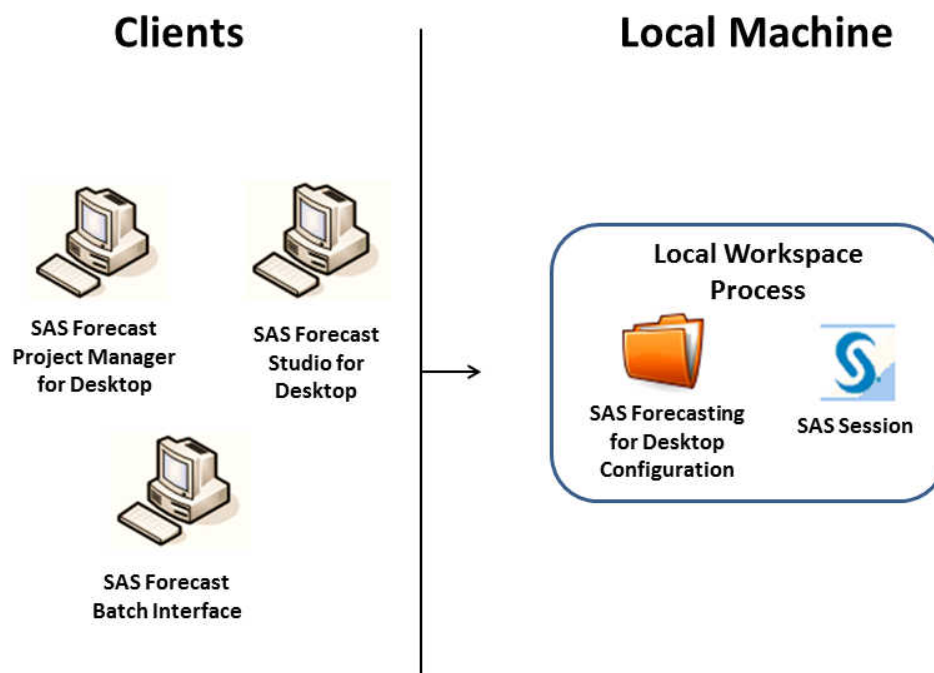 Clients
Local Machine
SAS Forecast
Project Manager
for Desktop
SAS Forecast
Studio for
Desktop
SAS Forecast
Batch Interface
Local Workspace
Process
SAS Forecasting
for Desktop
Configuration
SAS Session